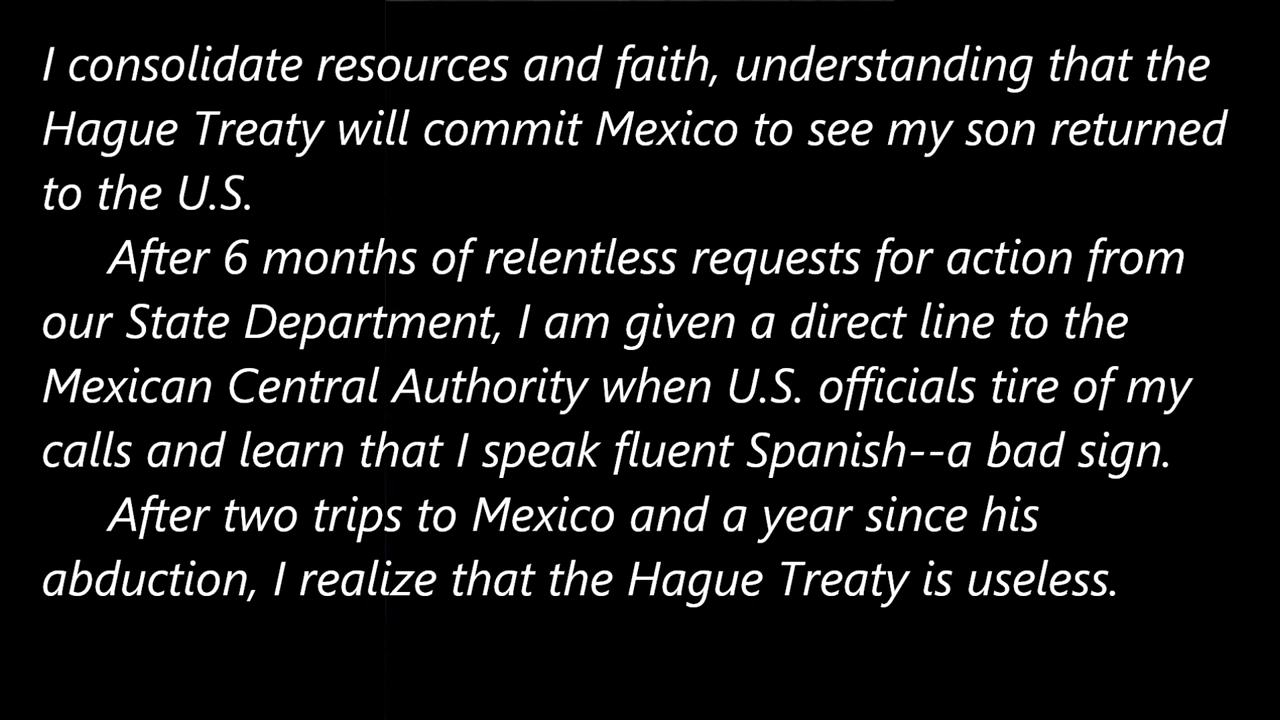 I consolidate resources and faith, understanding that the
Hague Treaty will commit Mexico to see my son returned
to the U.S.
After 6 months of relentless requests for action from
our State Department, I am given a direct line to the
Mexican Central Authority when U.S. officials tire of my
calls and learn that I speak fluent Spanish--a bad sign.
After two trips to Mexico and a year since his
abduction, I realize that the Hague Treaty is useless.